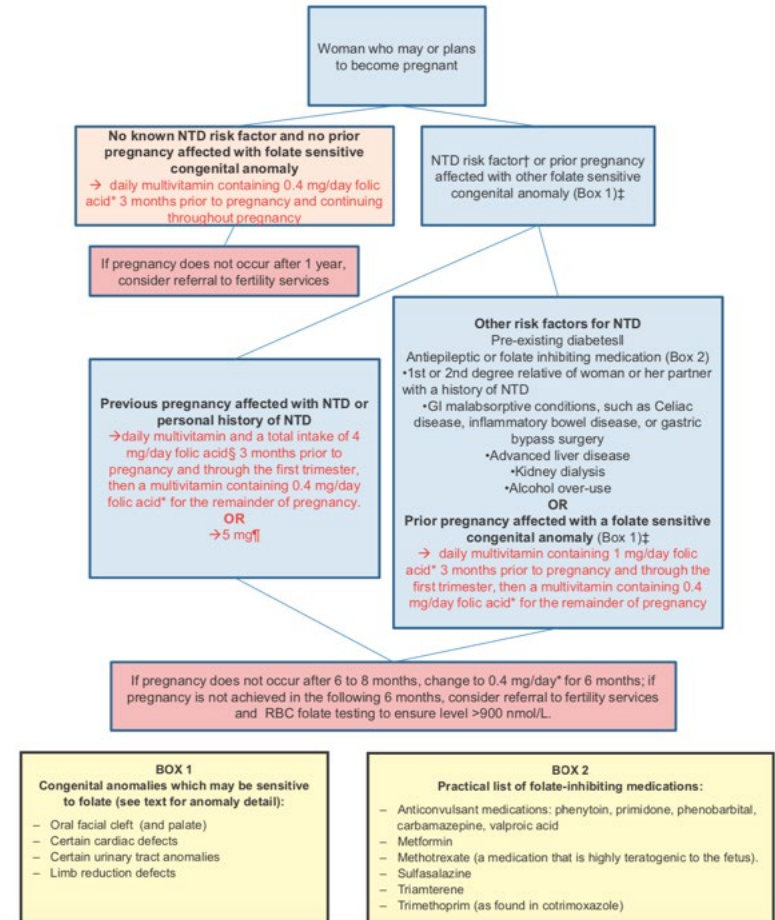 Woman who may or plans
to become pregnant
No known NTD risk factor and no prior
pregnancy affected with folate sensitive
congenital anomaly
→ daily multivitamin containing 0.4 mg/day folic
acid* 3 months prior to pregnancy and continuing
throughout pregnancy
NTD risk factor† or prior pregnancy
affected with other folate sensitive
congenital anomaly (Box 1)‡
If pregnancy does not occur after 1 year,
consider referral to fertility services
Previous pregnancy affected with NTD or
personal history of NTD
→daily multivitamin and a total intake of 4
mg/day folic acid§ 3 months prior to
pregnancy and through the first trimester,
then a multivitamin containing 0.4 mg/day
folic acid* for the remainder of pregnancy.
OR
→5 mg¶
Other risk factors for NTD
Pre-existing diabetes‖
Antiepileptic or folate inhibiting medication (Box 2)
•1st or 2nd degree relative of woman or her partner
with a history of NTD
•GI malabsorptive conditions, such as Celiac
disease, inflammatory bowel disease, or gastric
bypass surgery
•Advanced liver disease
•Kidney dialysis
•Alcohol over-use
OR
Prior pregnancy affected with a folate sensitive
congenital anomaly (Box 1)‡
→ daily multivitamin containing 1 mg/day folic
acid* 3 months prior to pregnancy and through the
first trimester, then a multivitamin containing 0.4
mg/day folic acid* for the remainder of pregnancy
If pregnancy does not occur after 6 to 8 months, change to 0.4 mg/day* for 6 months; if
pregnancy is not achieved in the following 6 months, consider referral to fertility services
and RBC folate testing to ensure level >900 nmol/L.
BOX 1
Congenital anomalies which may be sensitive
to folate (see text for anomaly detail):
– Oral facial cleft (and palate)
– Certain cardiac defects
– Certain urinary tract anomalies
– Limb reduction defects
BOX 2
Practical list of folate-inhibiting medications:
– Anticonvulsant medications: phenytoin, primidone, phenobarbital,
carbamazepine, valproic acid
– Metformin
– Methotrexate (a medication that is highly teratogenic to the fetus).
– Sulfasalazine
– Triamterene
– Trimethoprim (as found in cotrimoxazole)